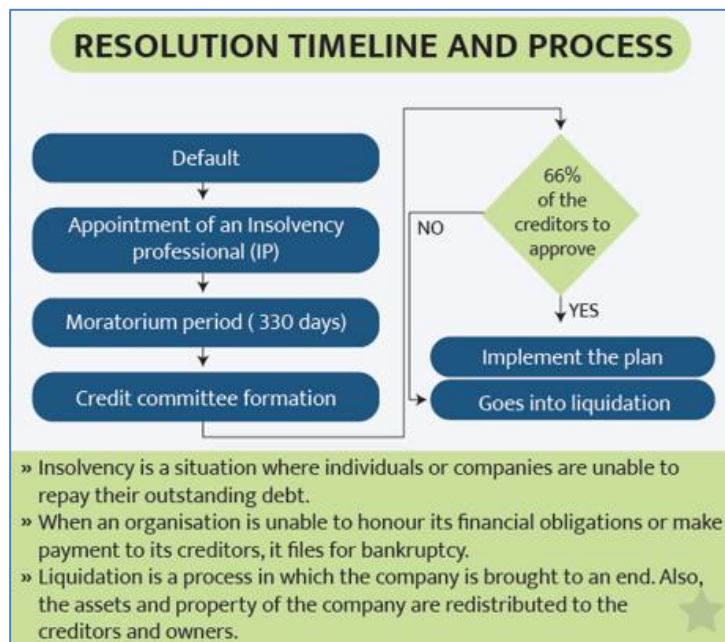 RESOLUTION TIMELINE AND PROCESS
Default
Appointment of an Insolvency
professional (IP)
Moratorium period ( 330 days)
Credit committee formation
66%
of the
creditors to
approve
NO
YES
Implement the plan
Goes into liquidation
» Insolvency is a situation where individuals or companies are unable to
repay their outstanding debt.
» When an organisation is unable to honour its financial obligations or make
payment to its creditors, it files for bankruptcy.
» Liquidation is a process in which the company is brought to an end. Also,
the assets and property of the company are redistributed to the
creditors and owners.